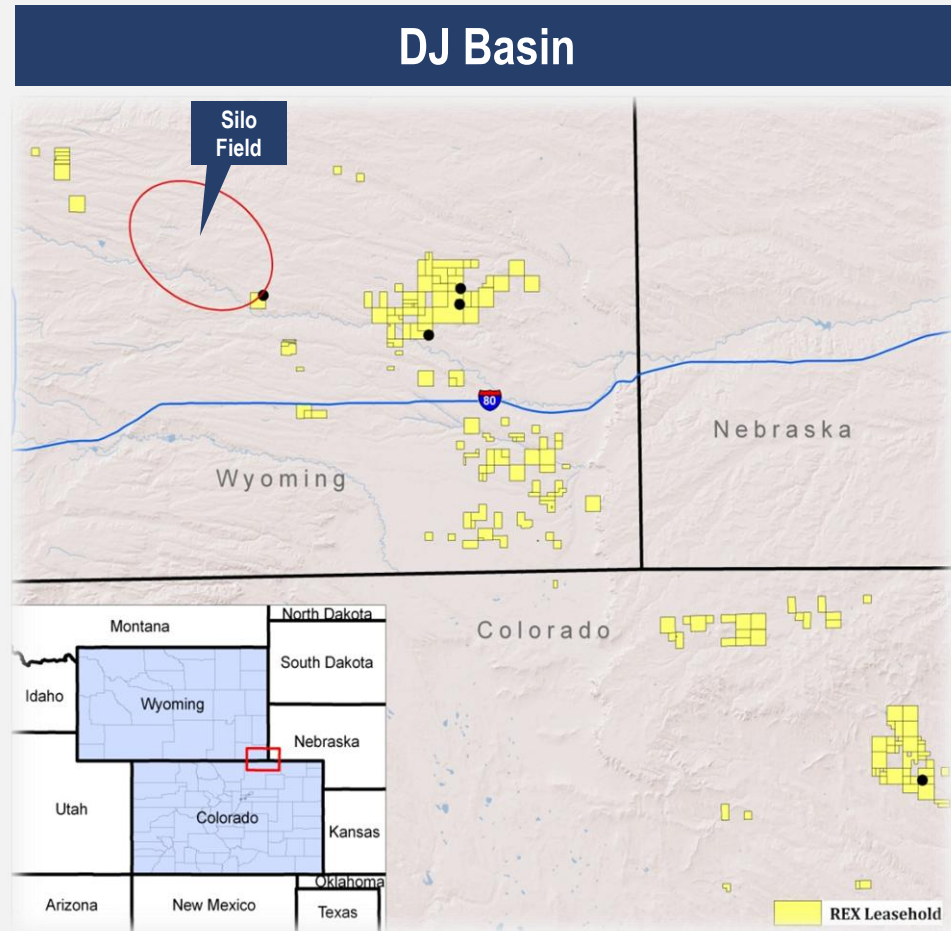 DJ Basin
Silo
Field
80
Nebraska
Wyoming
Colorado
North Dakota
Montana
South Dakota
Idaho
Wyoming
Nebraska
Utah
Colorado
Kansas
Oklahoma
Arizona
New Mexico
Texas
REX Leasehold